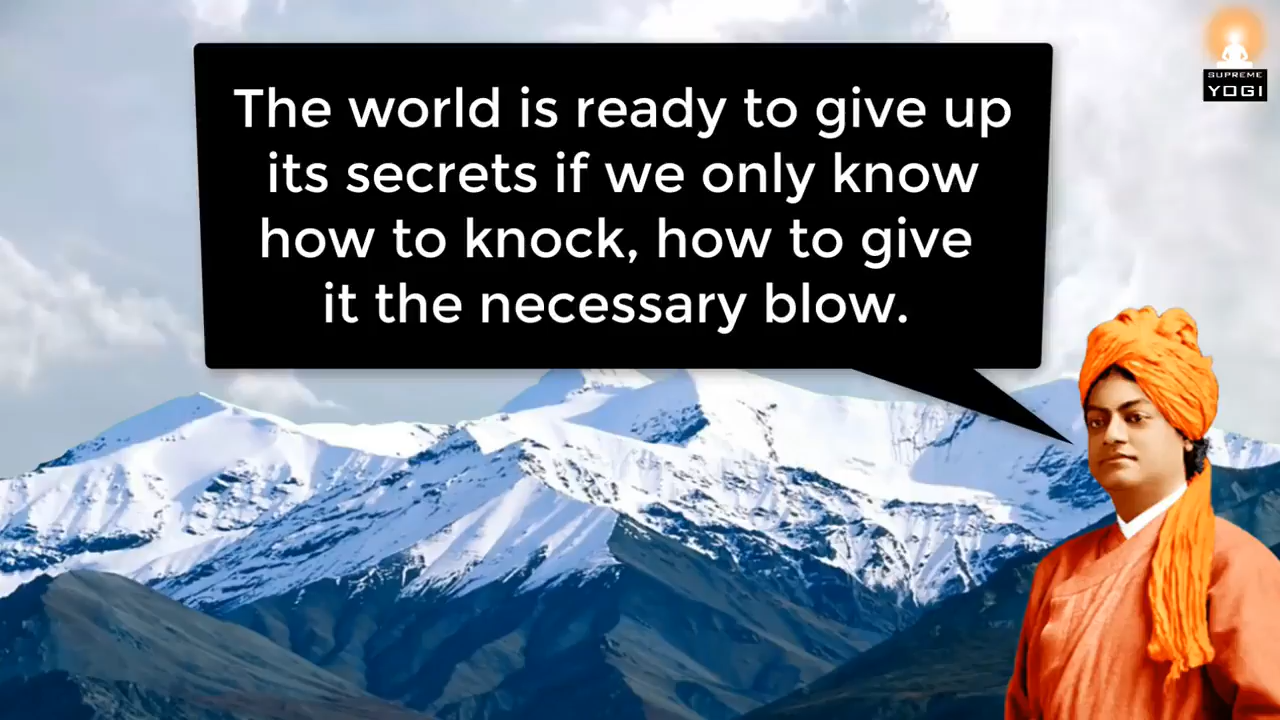 SUPREME
YOGI
The world is ready to give up
its secrets if we only know
how to knock, how to give
it the necessary blow.